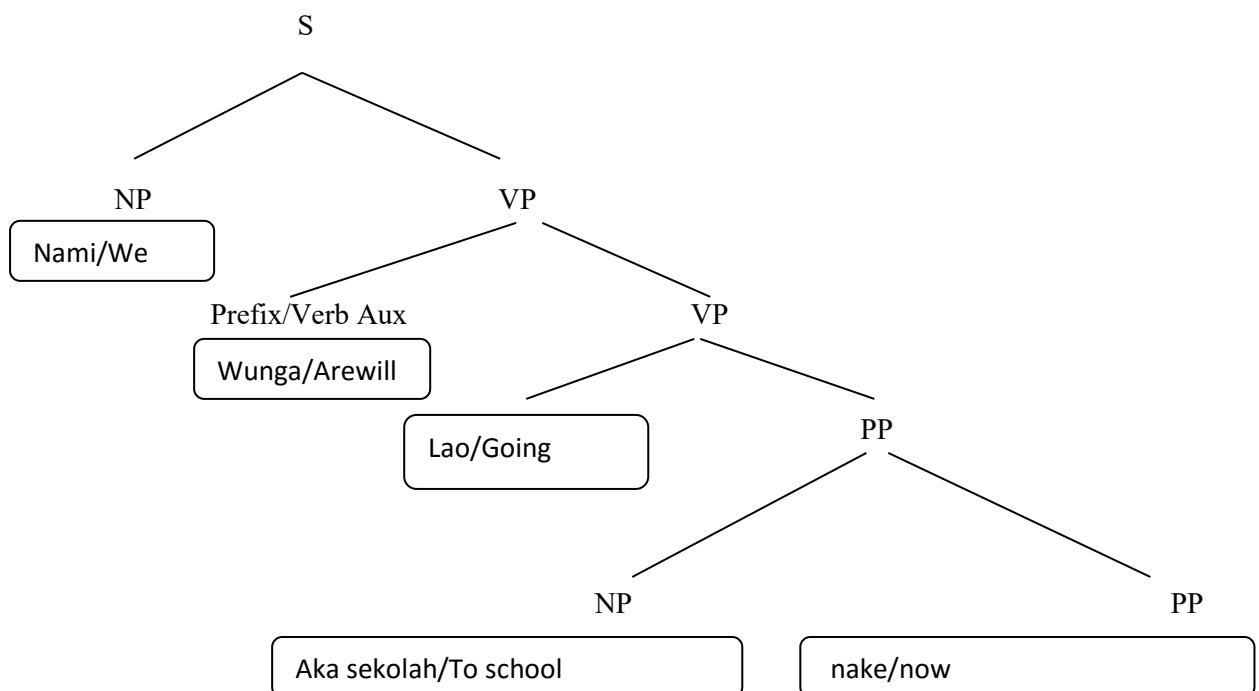 S
NP VP
Nami/We
Prefix/Verb Aux VP
Wunga/Arewill
Lao/Going PP
NP PP
Aka sekolah/To school nake/now